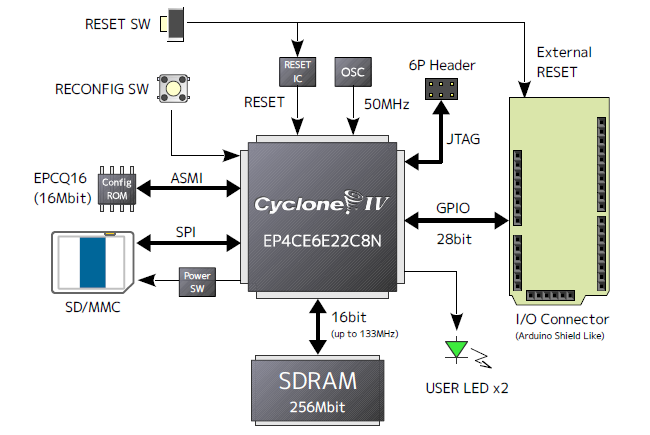 RESET SW
External
RESET
RESET
IC
OSC
6P Header
RECONFIG SW
RESET
50MHz
JTAG
EPCQ16
(16Mbit)
Config
ROM
ASMI
Cyclone IV
EP4CE6E22C8N
GPIO
28bit
SPI
Power
SW
SD/MMC
16bit
(up to 133MHz)
I/O Connector
(Arduino Shield Like)
SDRAM
256Mbit
USER LED x2